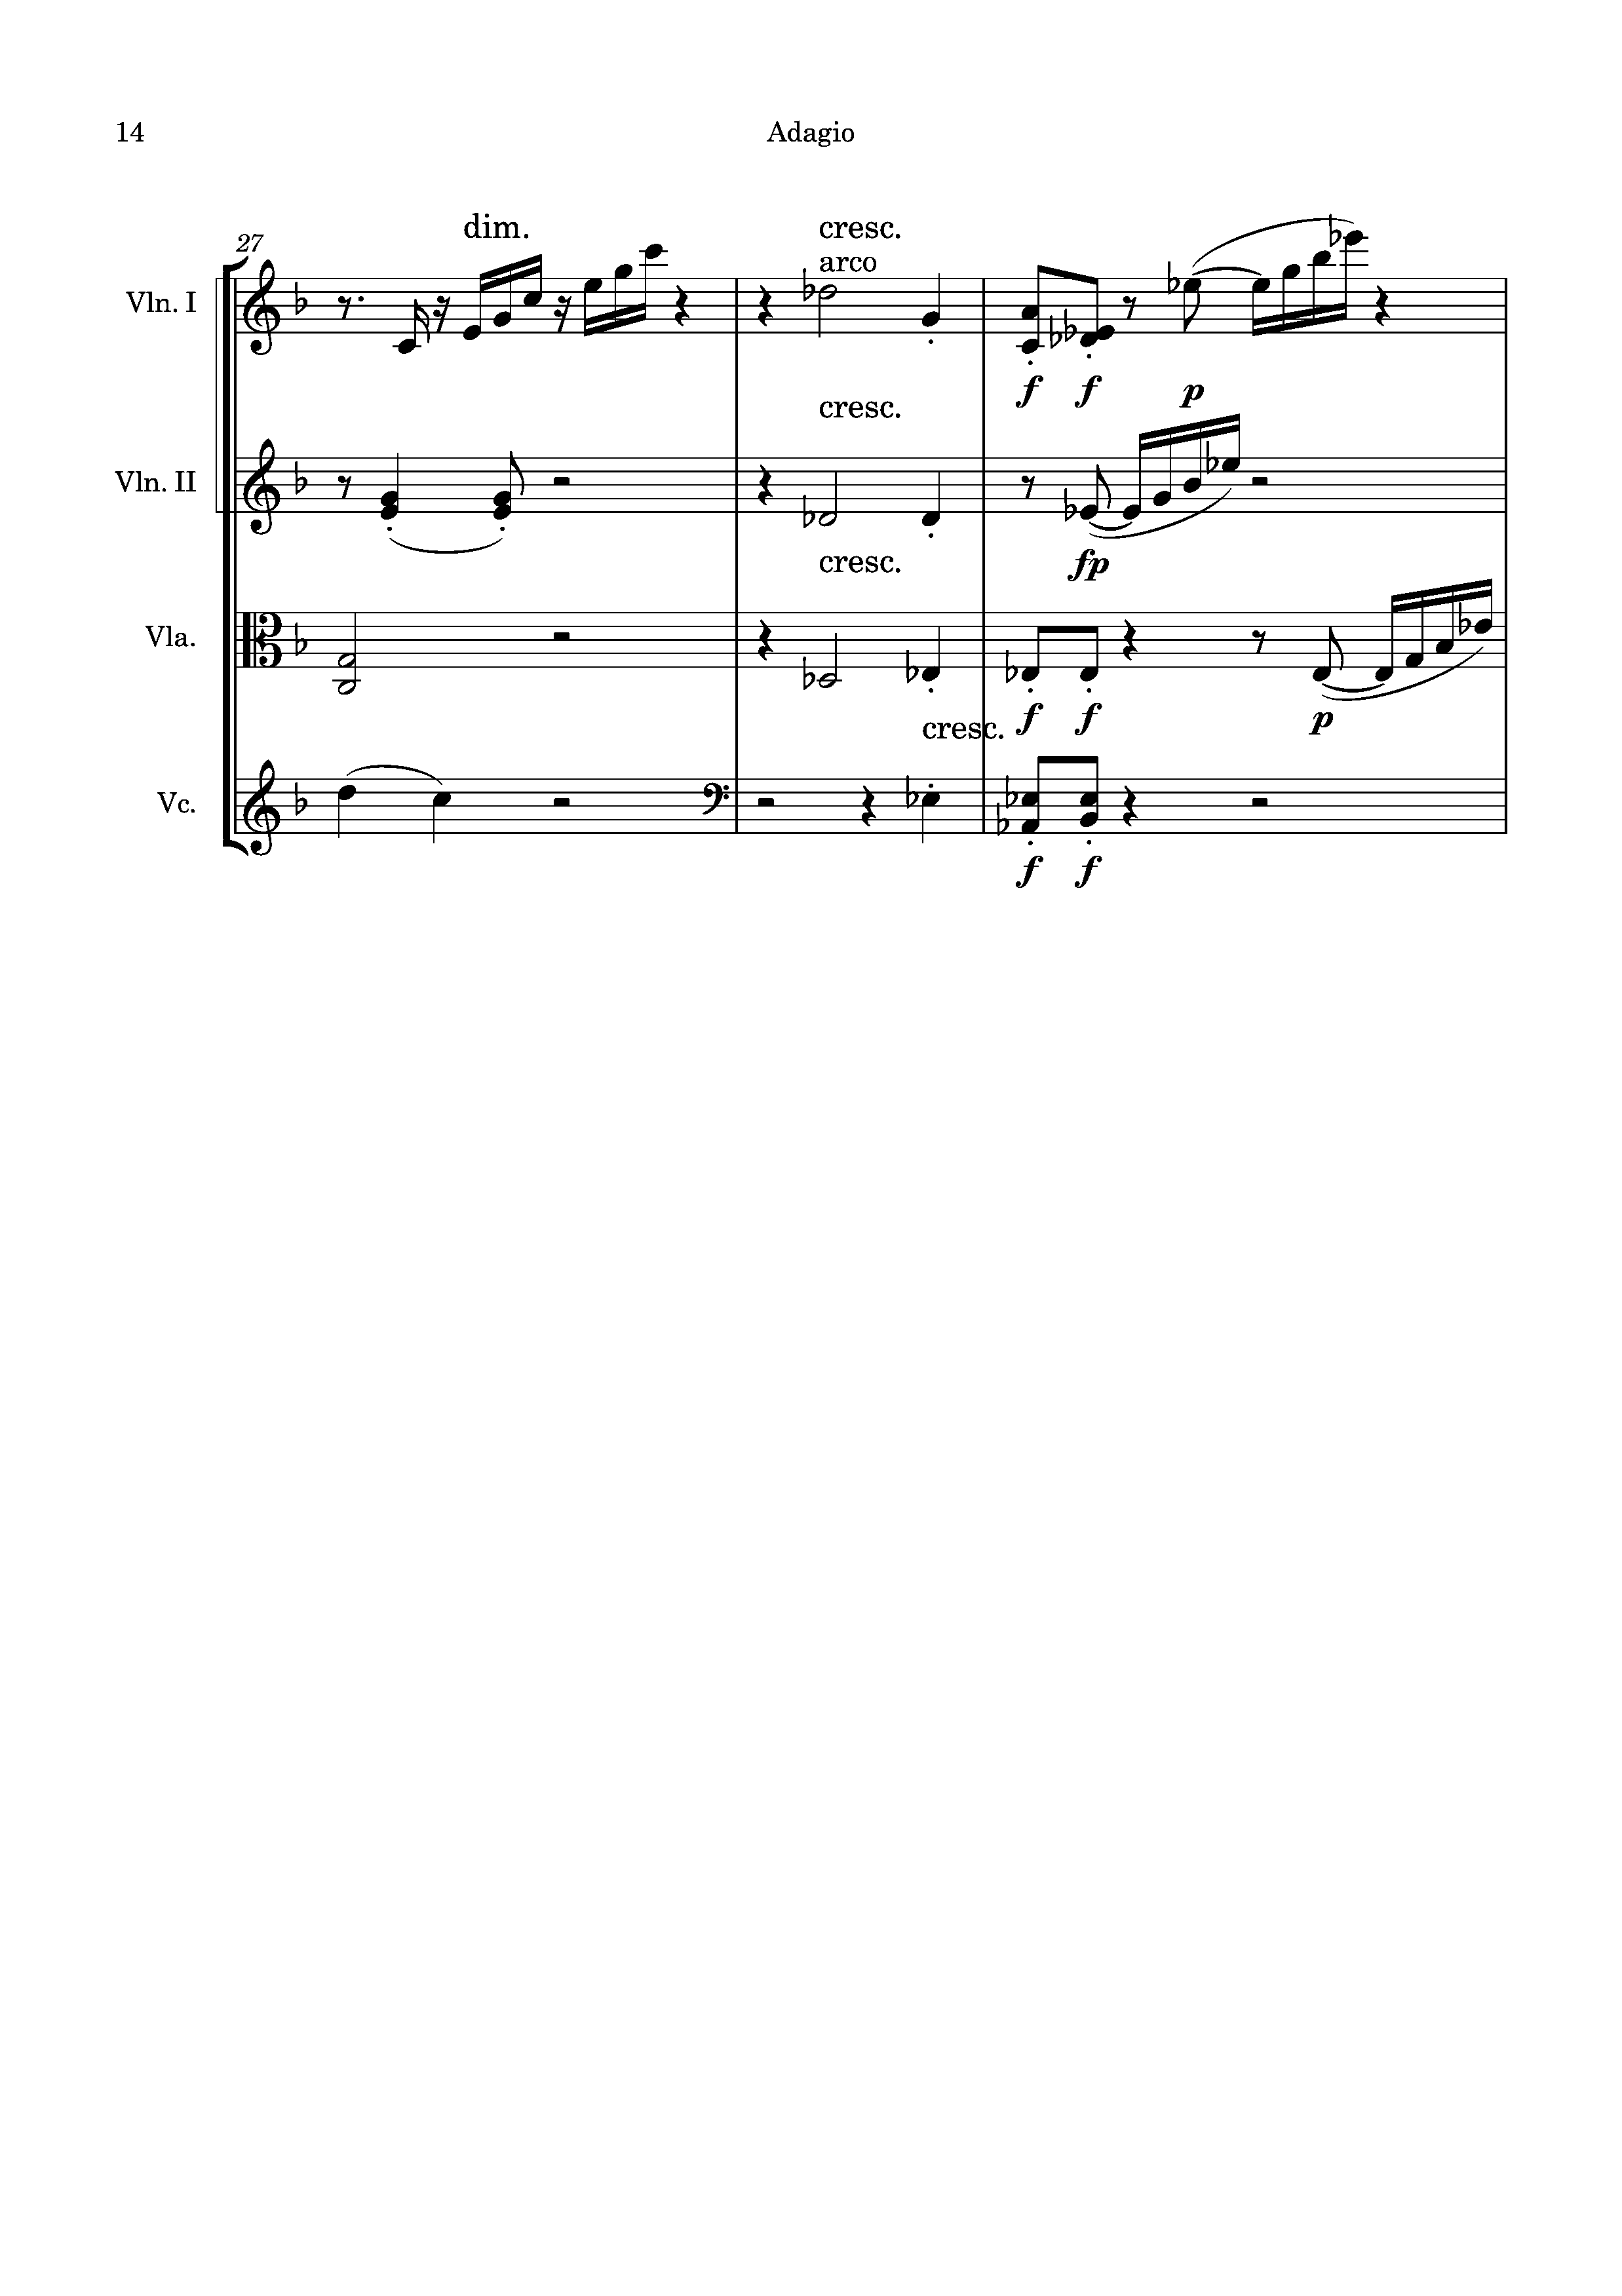 14 Adagio
dim. cresc.
27 arco
Vln. I
f f p
cresc.
Vln. II
fp
cresc.
Vla.
f f p
cresc.
Vc.
f f